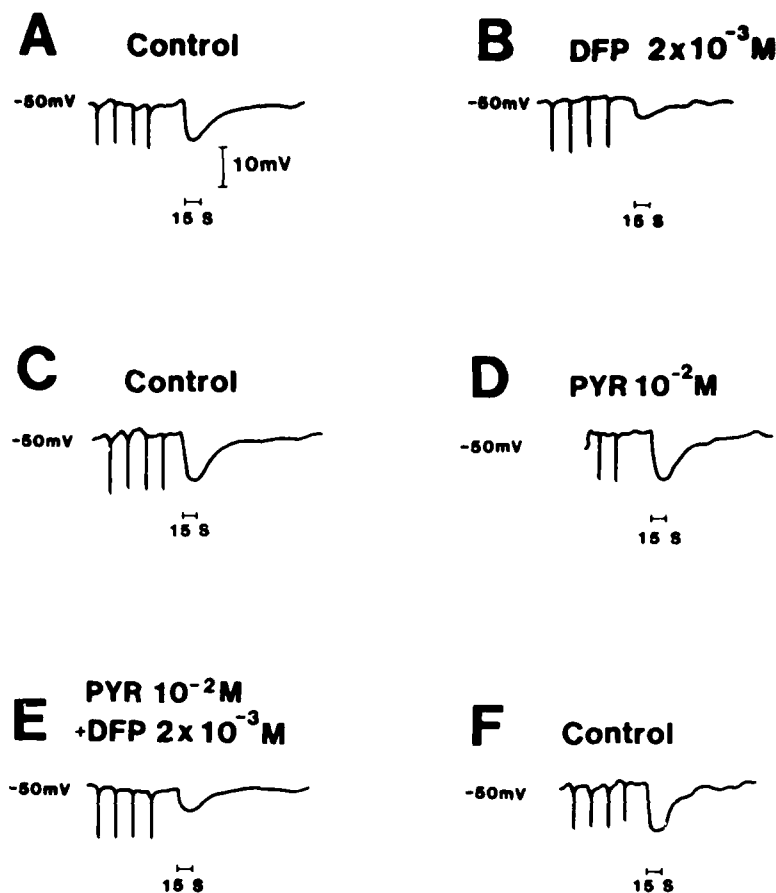 A Control
-50mV
10mV
15 S
B DFP 2x10⁻³M
-50mV
15 S
C Control
-50mV
15 S
D PYR 10⁻²M
-50mV
15 S
E PYR 10⁻²M
+DFP 2x10⁻³M
-50mV
15 S
F Control
-50mV
15 S